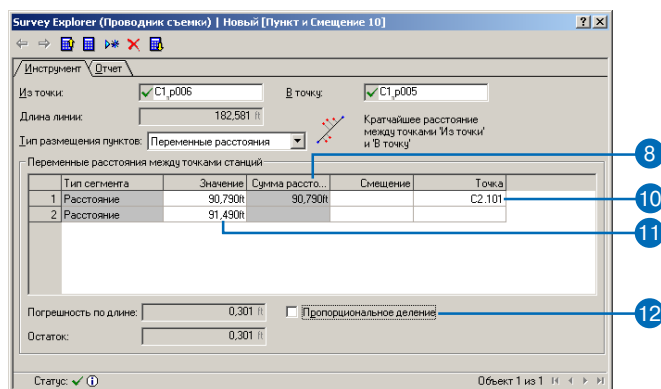 Survey Explorer (Проводник съемки) | Новый [Пункт и Смещение 10]
Инструмент Отчет
Из точки: C1_p006 В точку: C1_p005
Длина линии: 182,581 ft Кратчайшее расстояние между точками 'Из точки' и 'В точку'
Тип размещения пунктов: Переменные расстояния
Переменные расстояния между точками станций
8
Тип сегмента Значение Сумма рассто... Смещение Точка
1 Расстояние 90,790ft 90,790ft C2.101
10
2 Расстояние 91,490ft
11
Погрешность по длине: 0,301 ft Пропорциональное деление
12
Остаток: 0,301 ft
Статус: Объект 1 из 1